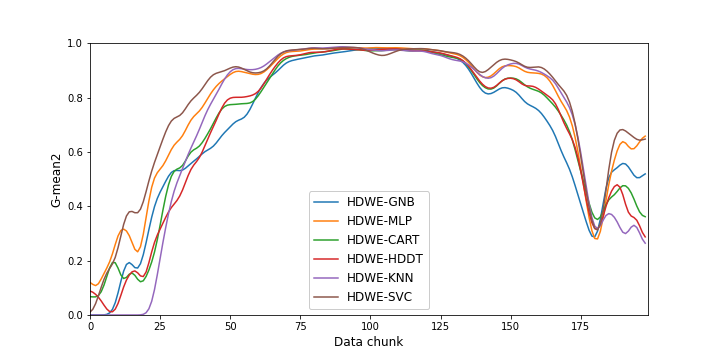 1.0
0.8
0.6
0.4
0.2
0.0
G-mean2
0 25 50 75 100 125 150 175
Data chunk
HDWE-GNB
HDWE-MLP
HDWE-CART
HDWE-HDDT
HDWE-KNN
HDWE-SVC